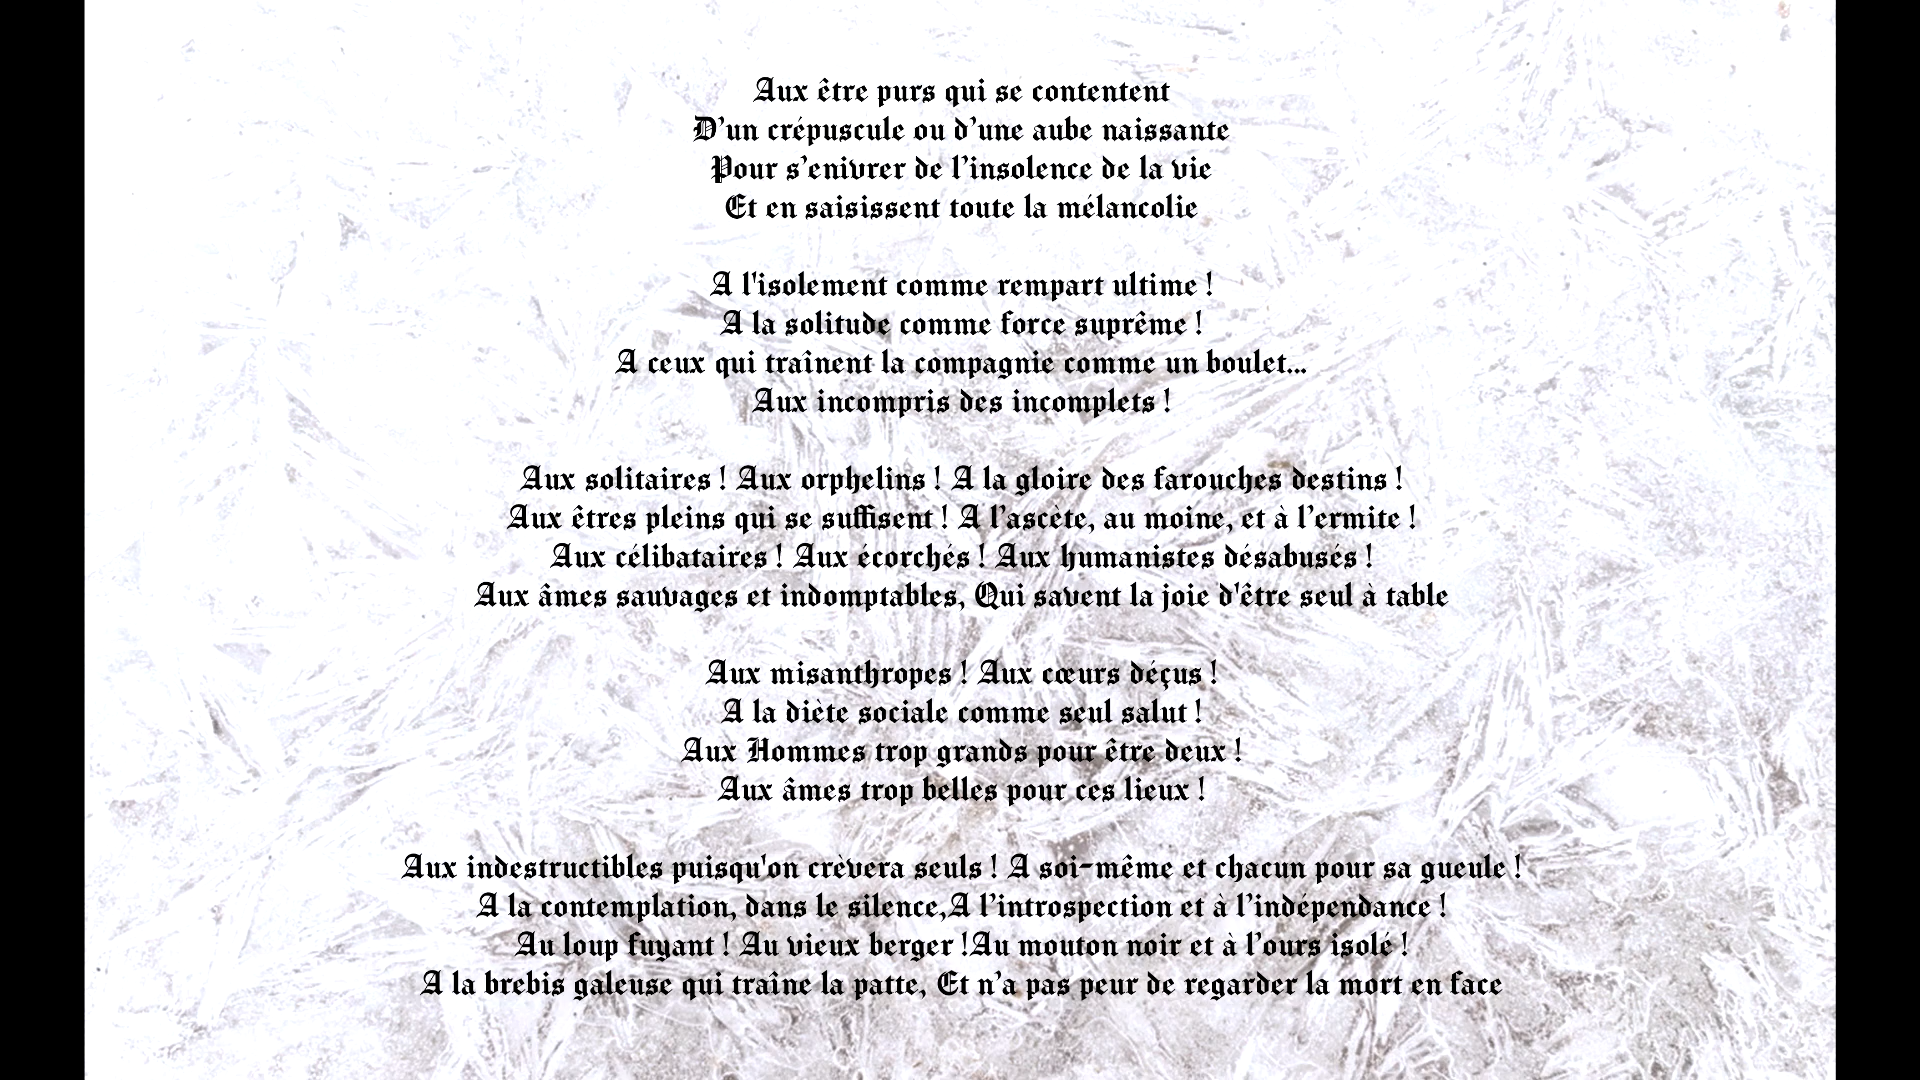 Aux être purs qui se contentent
D’un crépuscule ou d’une aube naissante
Pour s’enivrer de l’insolence de la vie
Et en saisissent toute la mélancolie
A l'isolement comme rempart ultime !
A la solitude comme force suprême !
A ceux qui traînent la compagnie comme un boulet...
Aux incompris des incomplets !
Aux solitaires ! Aux orphelins ! A la gloire des farouches destins !
Aux êtres pleins qui se suffisent ! A l’ascète, au moine, et à l’ermite !
Aux célibataires ! Aux écorchés ! Aux humanistes désabusés !
Aux âmes sauvages et indomptables, Qui savent la joie d'être seul à table
Aux misanthropes ! Aux cœurs déçus !
A la diète sociale comme seul salut !
Aux Hommes trop grands pour être deux !
Aux âmes trop belles pour ces lieux !
Aux indestructibles puisqu'on crèvera seuls ! A soi-même et chacun pour sa gueule !
A la contemplation, dans le silence,A l’introspection et à l’indépendance !
Au loup fuyant ! Au vieux berger !Au mouton noir et à l’ours isolé !
A la brebis galeuse qui traîne la patte, Et n’a pas peur de regarder la mort en face